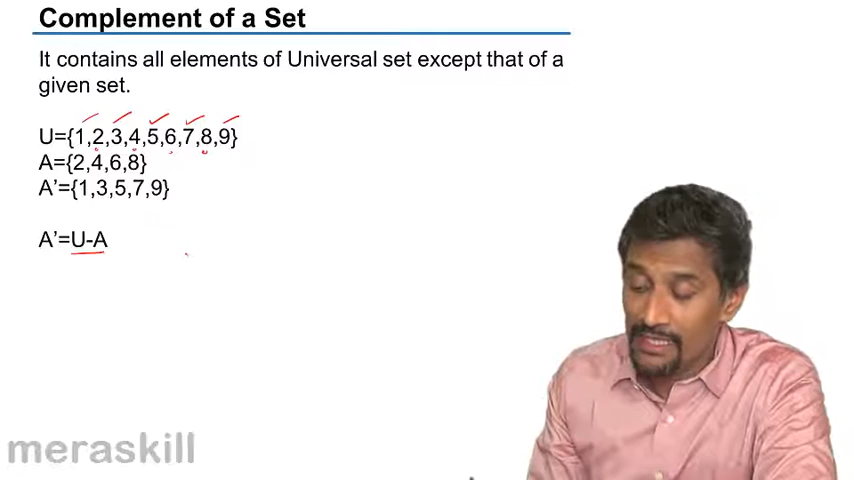 Complement of a Set
It contains all elements of Universal set except that of a
given set.
U={1,2,3,4,5,6,7,8,9}
A={2,4,6,8}
A’={1,3,5,7,9}
A’=U-A
meraskill